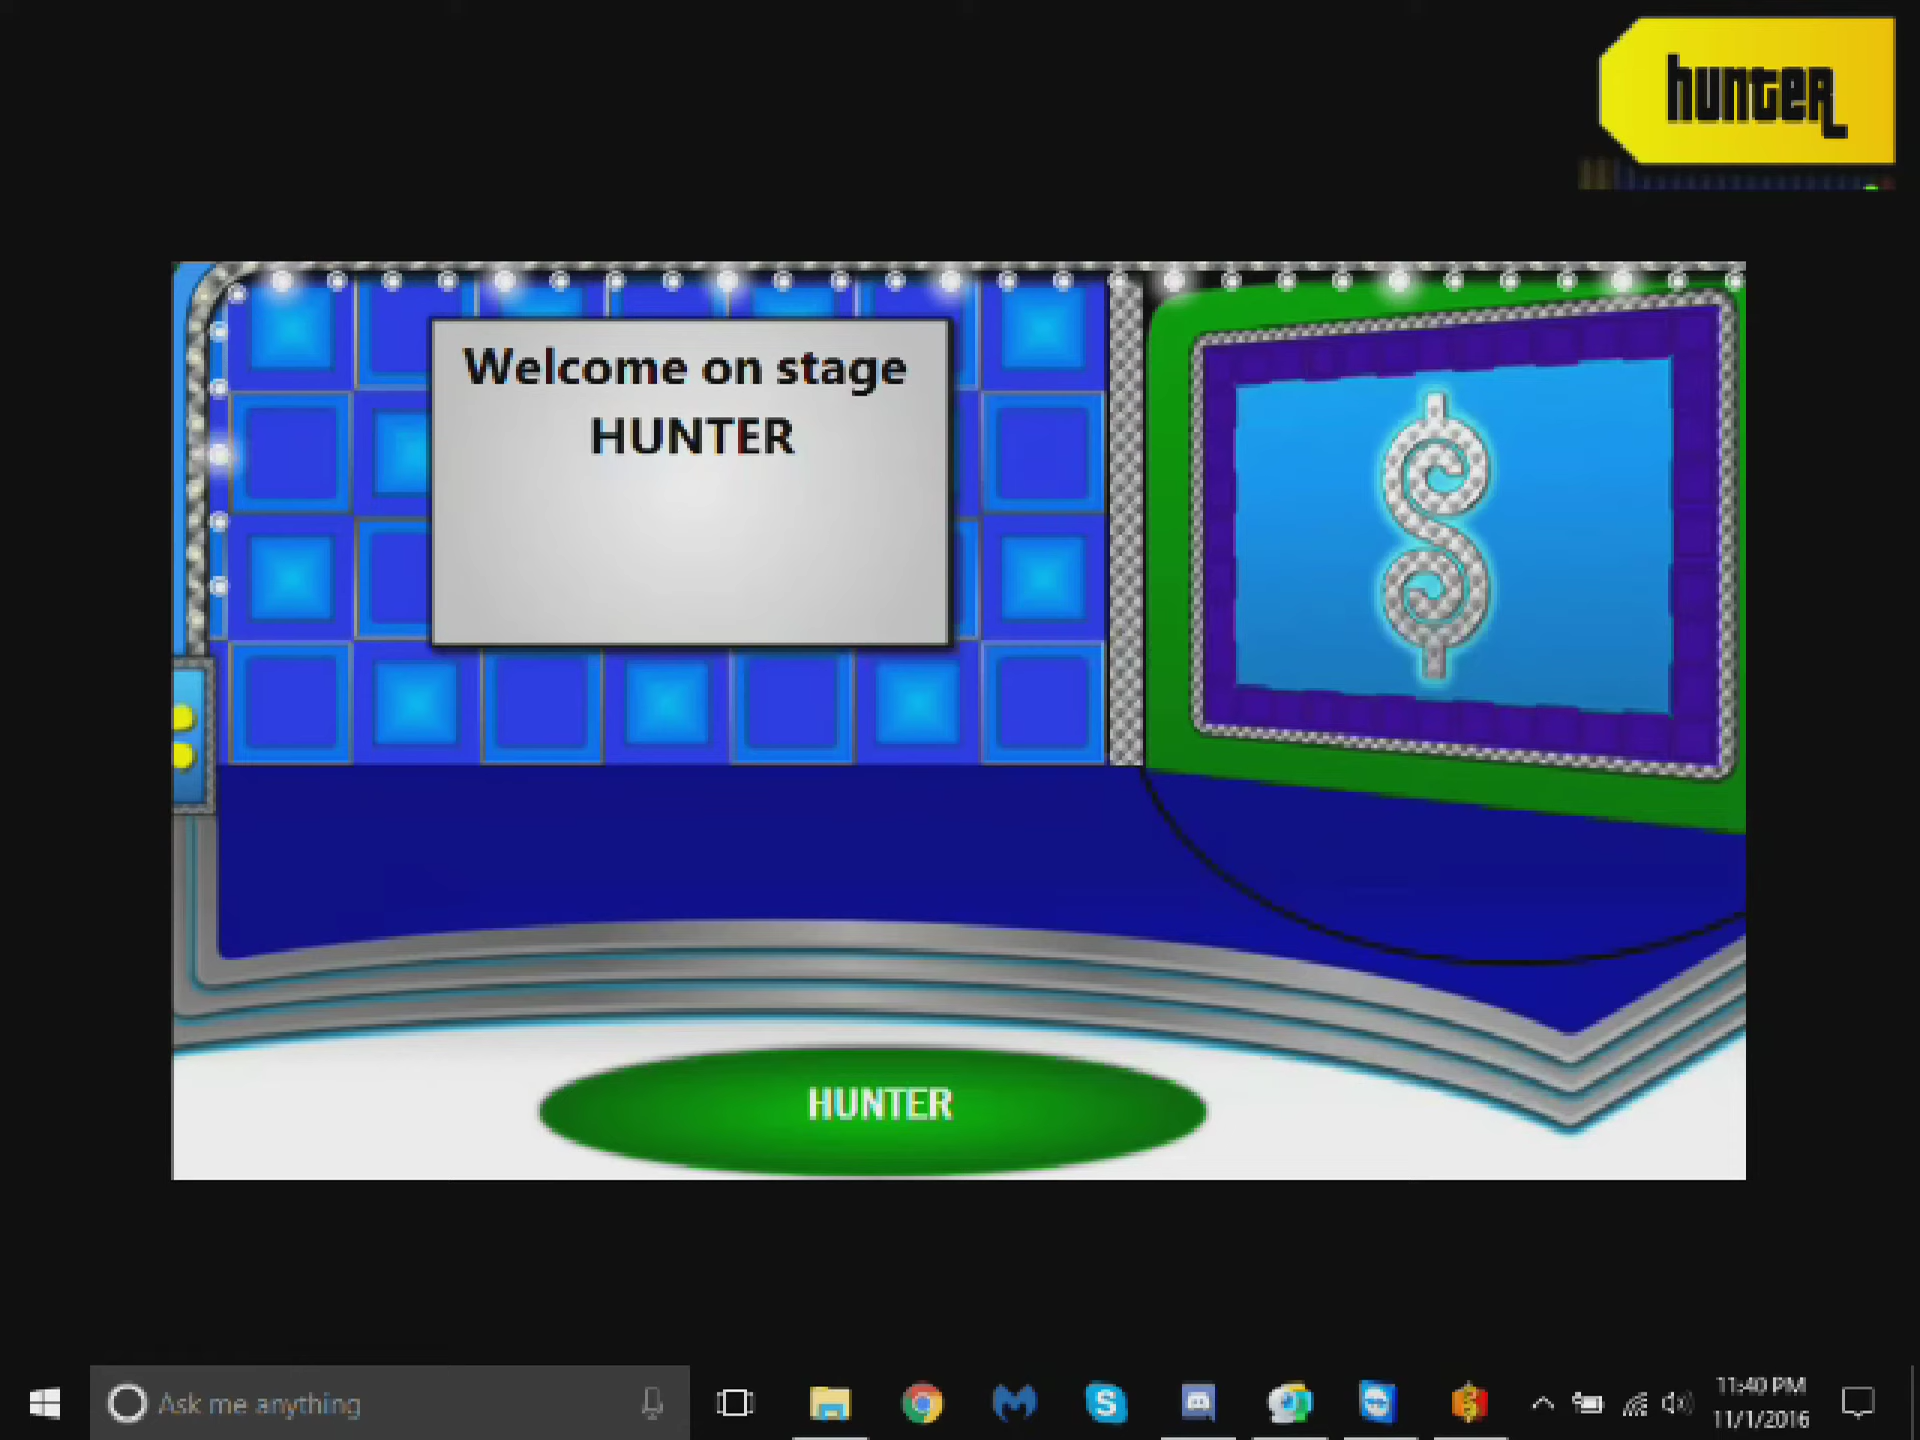 hunter
Welcome on stage
HUNTER
HUNTER
Ask me anything
11:40 PM
11/1/2016